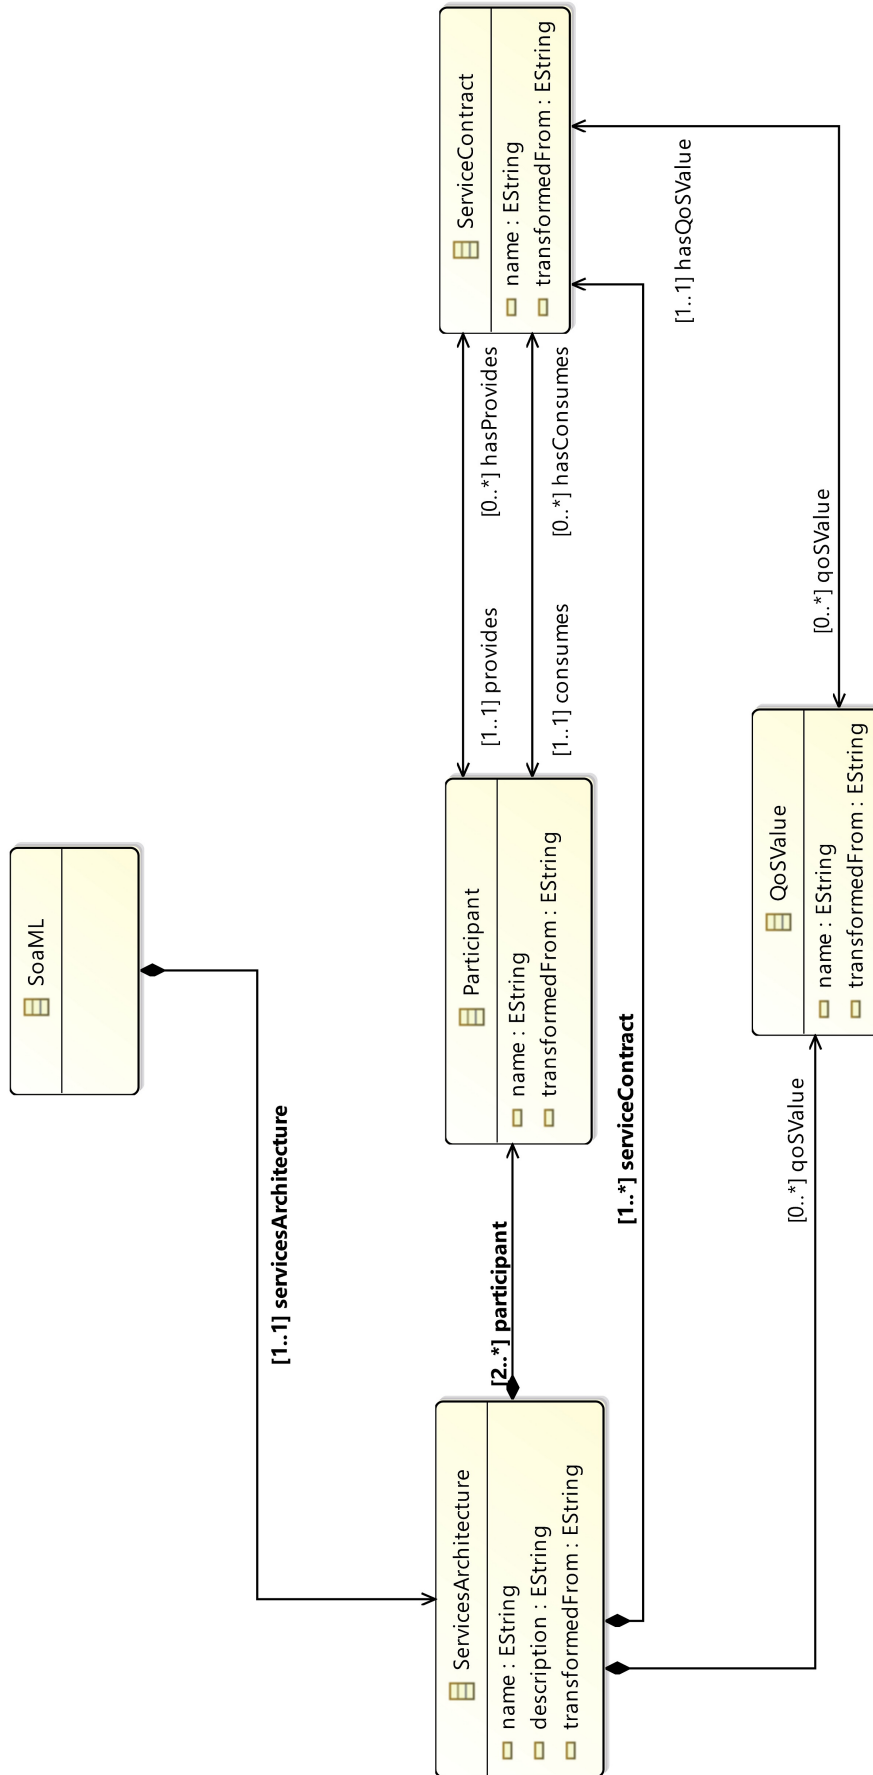 SoaML
[1..1] servicesArchitecture
ServicesArchitecture
name : EString
description : EString
transformedFrom : EString
[2..*] participant
Participant
name : EString
transformedFrom : EString
[1..1] provides
[0..*] hasProvides
[1..1] consumes
[0..*] hasConsumes
ServiceContract
name : EString
transformedFrom : EString
[1..*] serviceContract
[1..1] hasQoSValue
[0..*] qoSValue
[0..*] qoSValue
QoSValue
name : EString
transformedFrom : EString